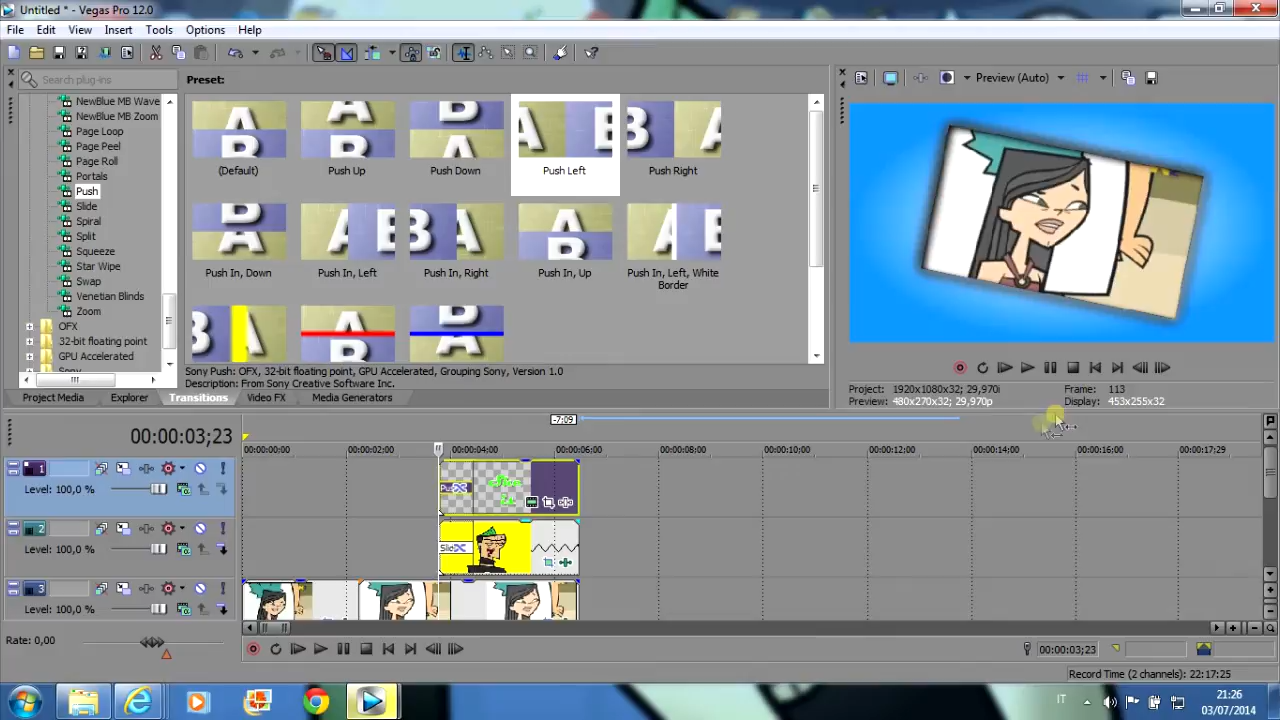 Untitled * - Vegas Pro 12.0
File Edit View Insert Tools Options Help
Search plug-ins
Preset:
Preview (Auto)
NewBlue MB Wave
NewBlue MB Zoom
Page Loop
Page Peel
Page Roll
Portals
Push
Slide
Spiral
Split
Squeeze
Star Wipe
Swap
Venetian Blinds
Zoom
OFX
32-bit floating point
GPU Accelerated
Sony
(Default) Push Up Push Down Push Left Push Right
Push In, Down Push In, Left Push In, Right Push In, Up Push In, Left, White Border
Sony Push: OFX, 32-bit floating point, GPU Accelerated, Grouping Sony, Version 1.0
Description: From Sony Creative Software Inc.
Project Media Explorer Transitions Video FX Media Generators
Project: 1920x1080x32; 29,970i Frame: 113
Preview: 480x270x32; 29,970p Display: 453x255x32
-7:09
00:00:03;23
00:00:00:00 00:00:02:00 00:00:04:00 00:00:06:00 00:00:08:00 00:00:10:00 00:00:12:00 00:00:14:00 00:00:16:00 00:00:17:29
1
Level: 100,0 %
2
Level: 100,0 %
3
Level: 100,0 %
Rate: 0,00
00:00:03;23
Record Time (2 channels): 22:17:25
IT
21:26
03/07/2014